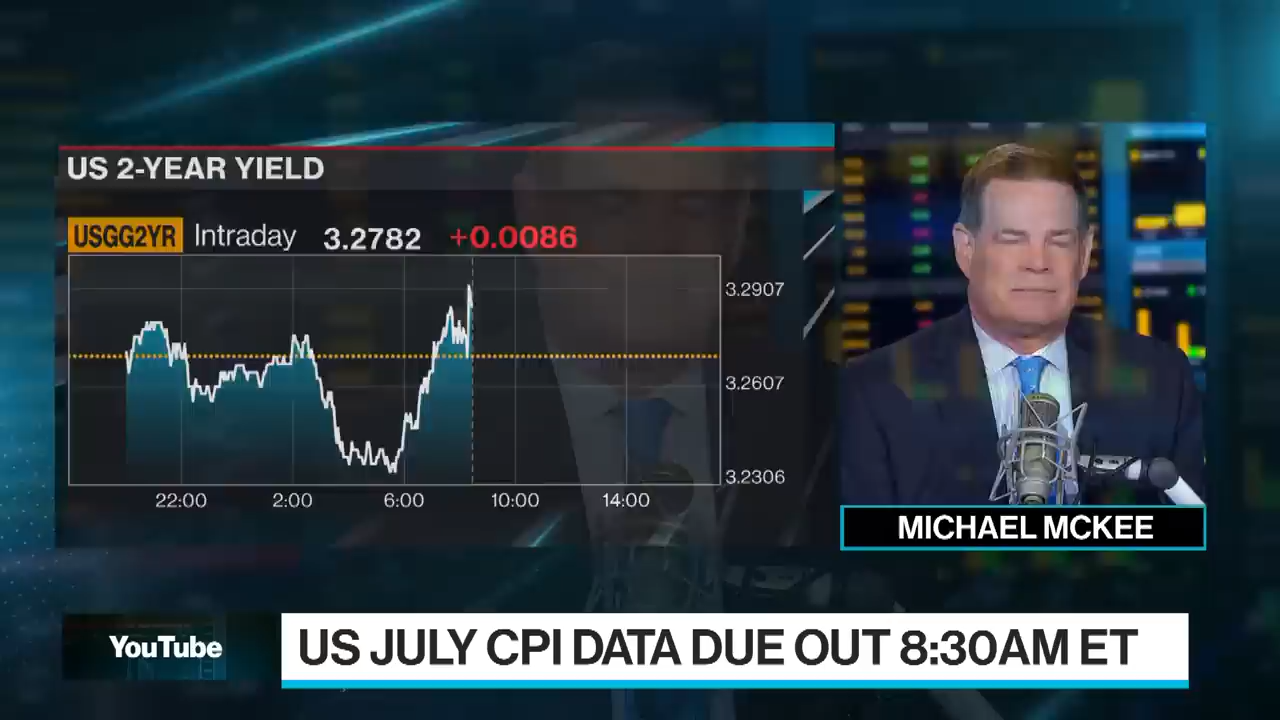 US 2-YEAR YIELD
USGG2YR Intraday 3.2782 +0.0086
3.2907
3.2607
3.2306
22:00 2:00 6:00 10:00 14:00
MICHAEL MCKEE
YouTube
US JULY CPI DATA DUE OUT 8:30AM ET